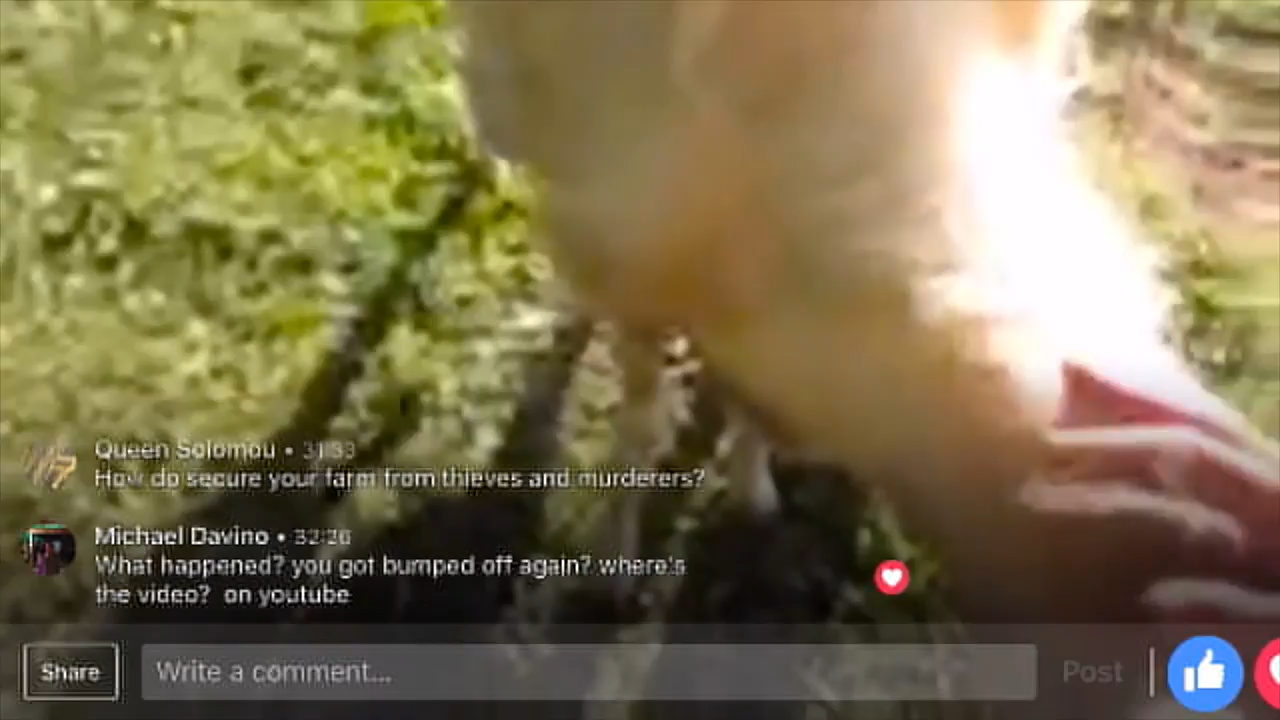 Queen Solomou • 31:33
How do secure your farm from thieves and murderers?
Michael Davino • 32:26
What happened? you got bumped off again? where's
the video? on youtube
Share
Write a comment...
Post